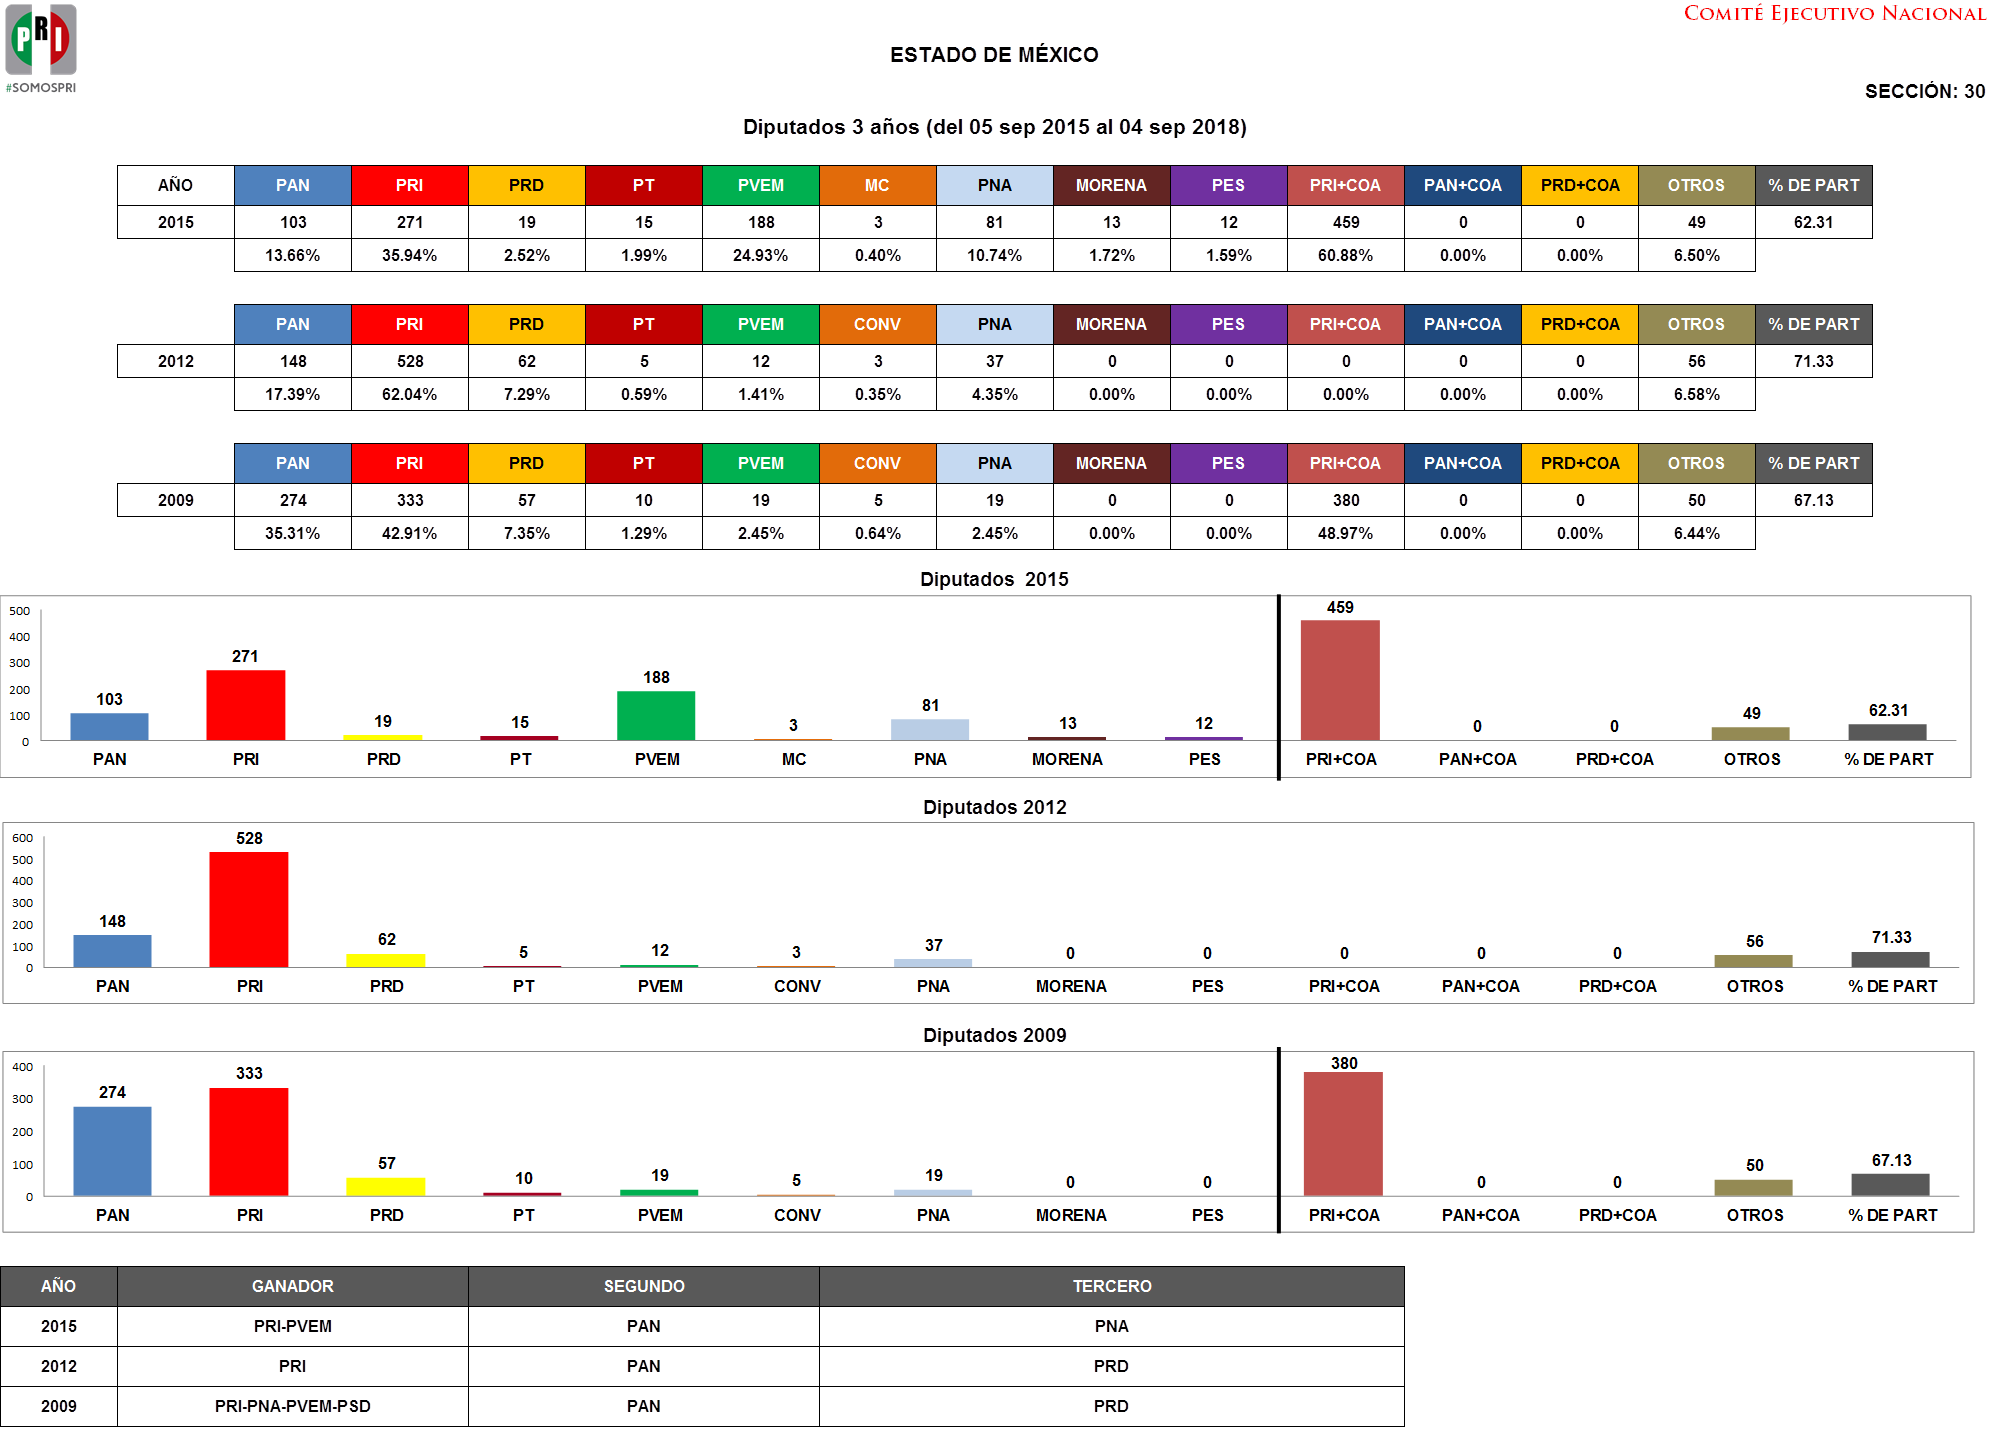 PRI
#SOMOSPRI
COMITÉ EJECUTIVO NACIONAL
ESTADO DE MÉXICO
SECCIÓN: 30
Diputados 3 años (del 05 sep 2015 al 04 sep 2018)
AÑO PAN PRI PRD PT PVEM MC PNA MORENA PES PRI+COA PAN+COA PRD+COA OTROS % DE PART
2015 103 271 19 15 188 3 81 13 12 459 0 0 49 62.31
13.66% 35.94% 2.52% 1.99% 24.93% 0.40% 10.74% 1.72% 1.59% 60.88% 0.00% 0.00% 6.50%
PAN PRI PRD PT PVEM CONV PNA MORENA PES PRI+COA PAN+COA PRD+COA OTROS % DE PART
2012 148 528 62 5 12 3 37 0 0 0 0 0 56 71.33
17.39% 62.04% 7.29% 0.59% 1.41% 0.35% 4.35% 0.00% 0.00% 0.00% 0.00% 0.00% 6.58%
PAN PRI PRD PT PVEM CONV PNA MORENA PES PRI+COA PAN+COA PRD+COA OTROS % DE PART
2009 274 333 57 10 19 5 19 0 0 380 0 0 50 67.13
35.31% 42.91% 7.35% 1.29% 2.45% 0.64% 2.45% 0.00% 0.00% 48.97% 0.00% 0.00% 6.44%
Diputados 2015
500
400
300
200
100
0
103 271 19 15 188 3 81 13 12 459 0 0 49 62.31
PAN PRI PRD PT PVEM MC PNA MORENA PES PRI+COA PAN+COA PRD+COA OTROS % DE PART
Diputados 2012
600
500
400
300
200
100
0
148 528 62 5 12 3 37 0 0 0 0 0 56 71.33
PAN PRI PRD PT PVEM CONV PNA MORENA PES PRI+COA PAN+COA PRD+COA OTROS % DE PART
Diputados 2009
400
300
200
100
0
274 333 57 10 19 5 19 0 0 380 0 0 50 67.13
PAN PRI PRD PT PVEM CONV PNA MORENA PES PRI+COA PAN+COA PRD+COA OTROS % DE PART
AÑO GANADOR SEGUNDO TERCERO
2015 PRI-PVEM PAN PNA
2012 PRI PAN PRD
2009 PRI-PNA-PVEM-PSD PAN PRD